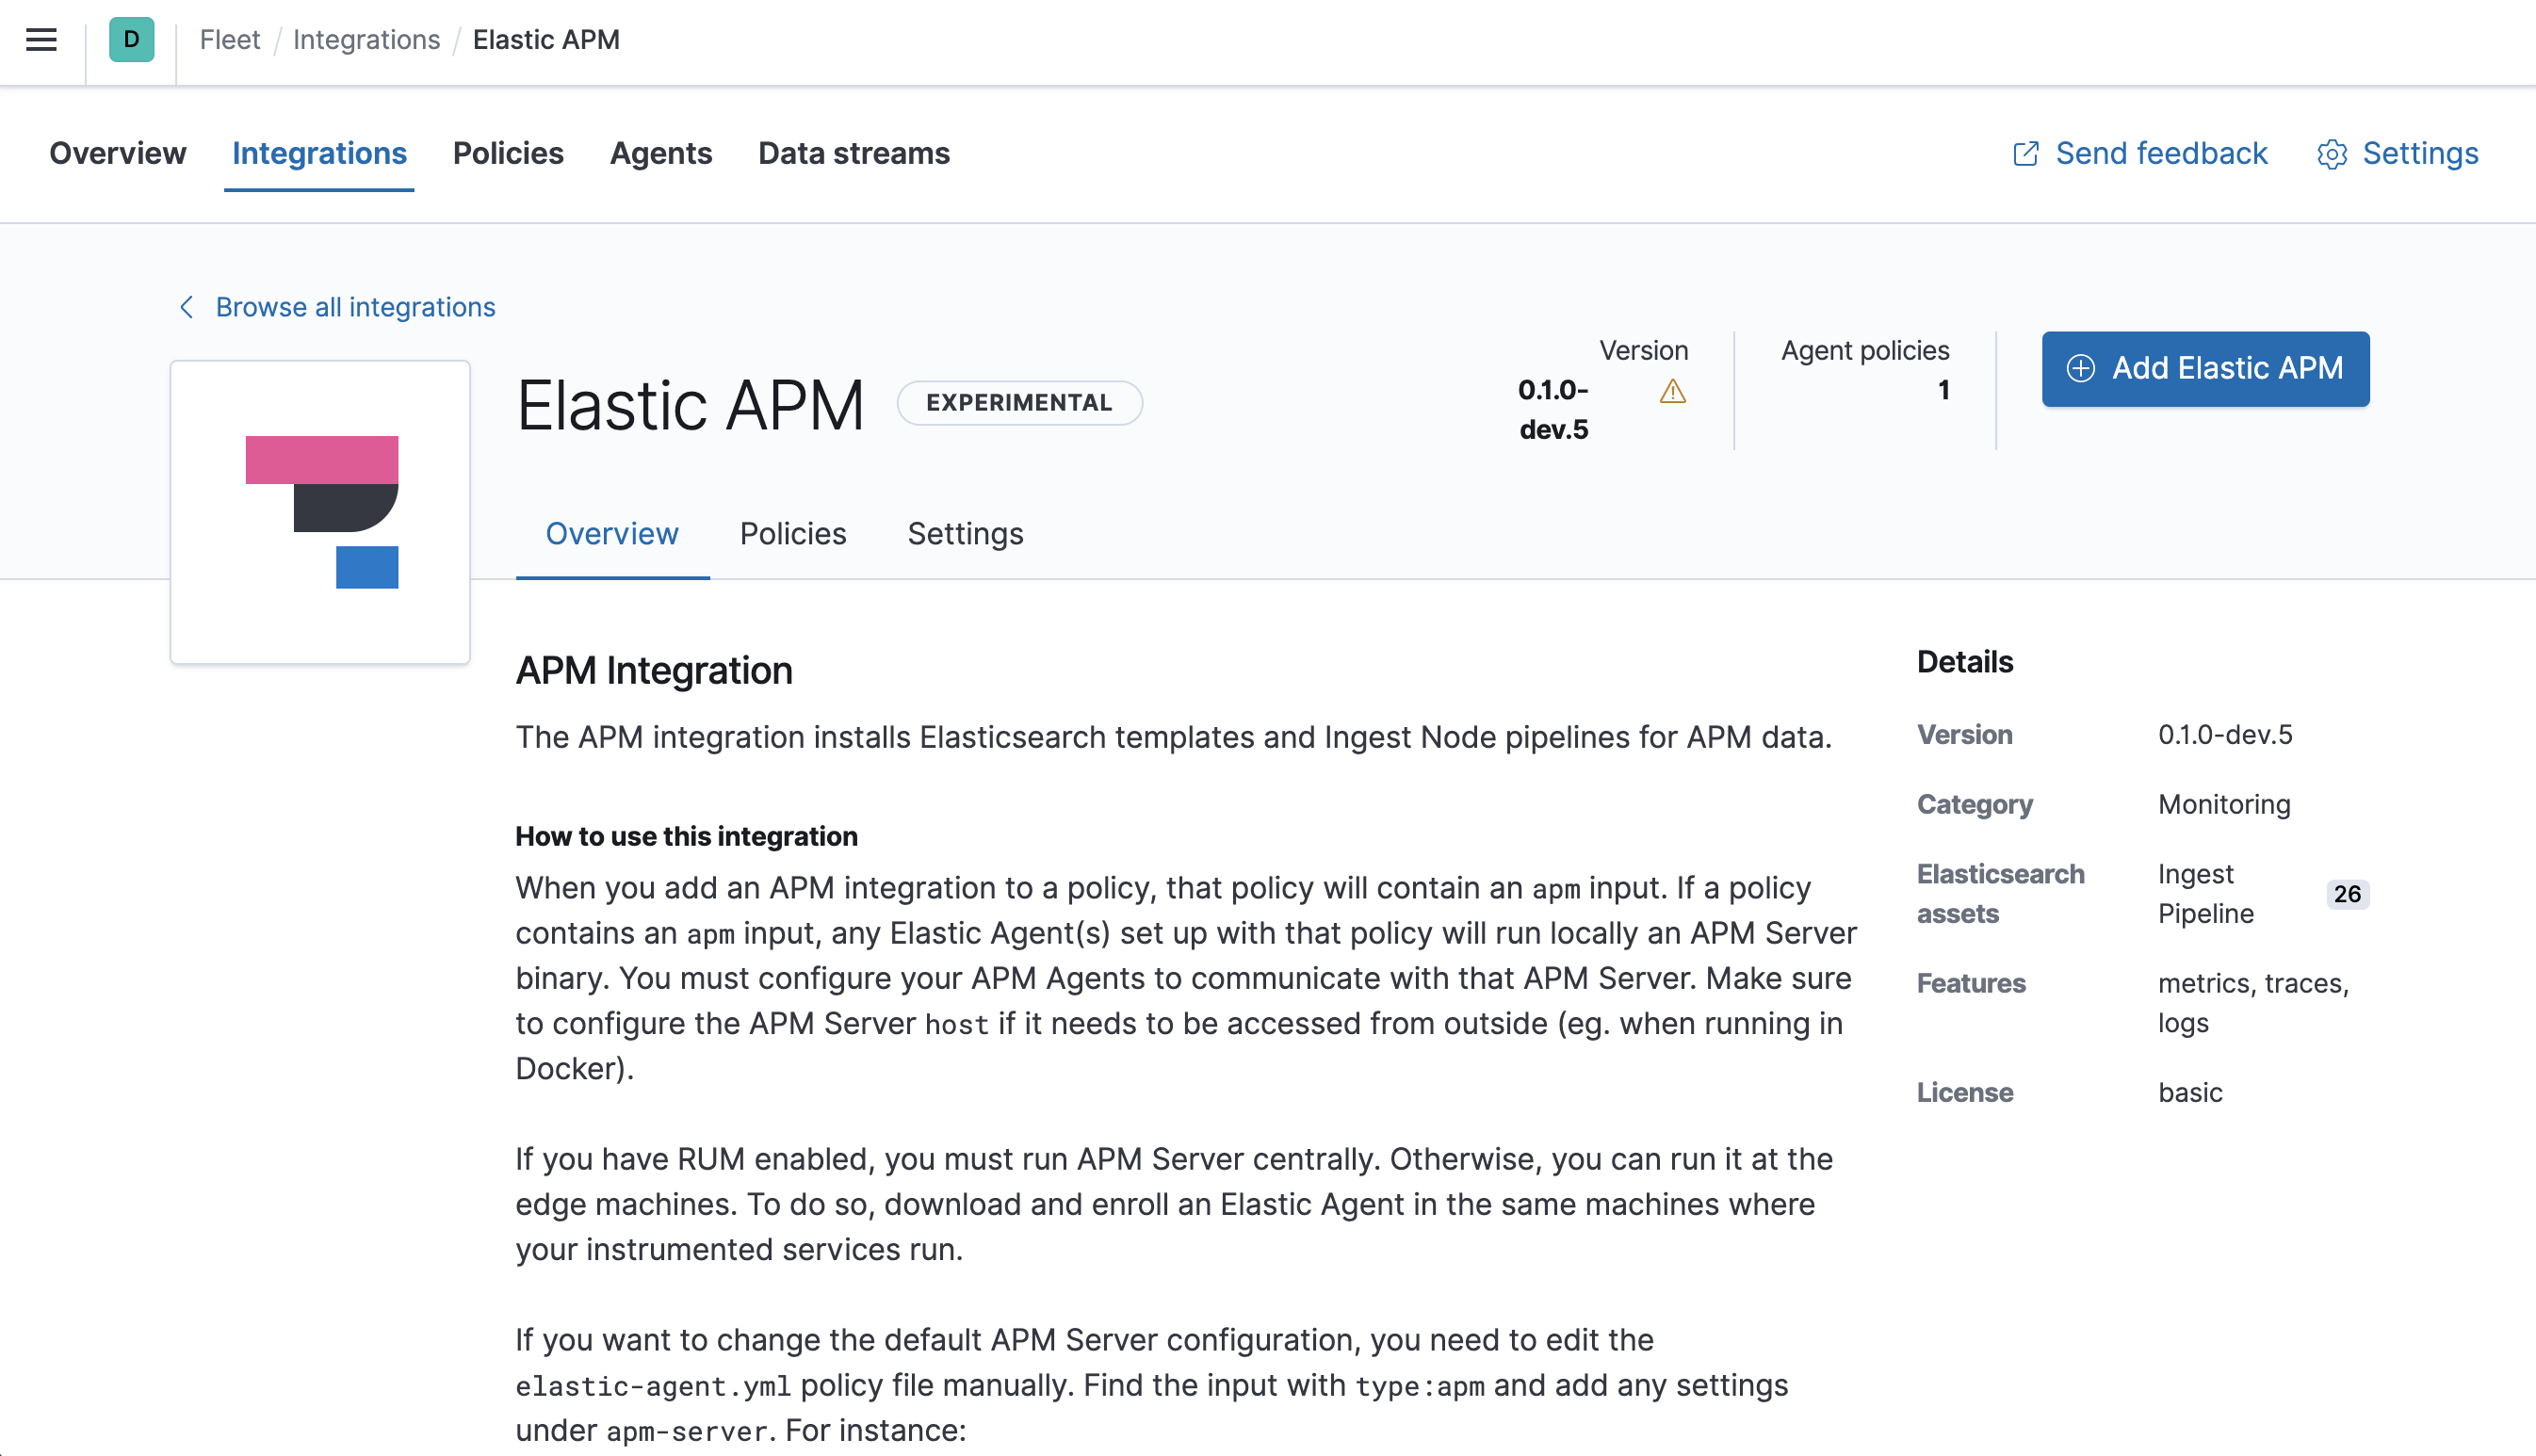 D
Fleet / Integrations / Elastic APM
Overview Integrations Policies Agents Data streams Send feedback Settings
Browse all integrations
Elastic APM EXPERIMENTAL
Version
0.1.0-
dev.5
Agent policies
1
Add Elastic APM
Overview Policies Settings
APM Integration
The APM integration installs Elasticsearch templates and Ingest Node pipelines for APM data.
How to use this integration
When you add an APM integration to a policy, that policy will contain an apm input. If a policy
contains an apm input, any Elastic Agent(s) set up with that policy will run locally an APM Server
binary. You must configure your APM Agents to communicate with that APM Server. Make sure
to configure the APM Server host if it needs to be accessed from outside (eg. when running in
Docker).
If you have RUM enabled, you must run APM Server centrally. Otherwise, you can run it at the
edge machines. To do so, download and enroll an Elastic Agent in the same machines where
your instrumented services run.
If you want to change the default APM Server configuration, you need to edit the
elastic-agent.yml policy file manually. Find the input with type:apm and add any settings
under apm-server. For instance:
Details
Version 0.1.0-dev.5
Category Monitoring
Elasticsearch
assets
Ingest
Pipeline
26
Features metrics, traces,
logs
License basic